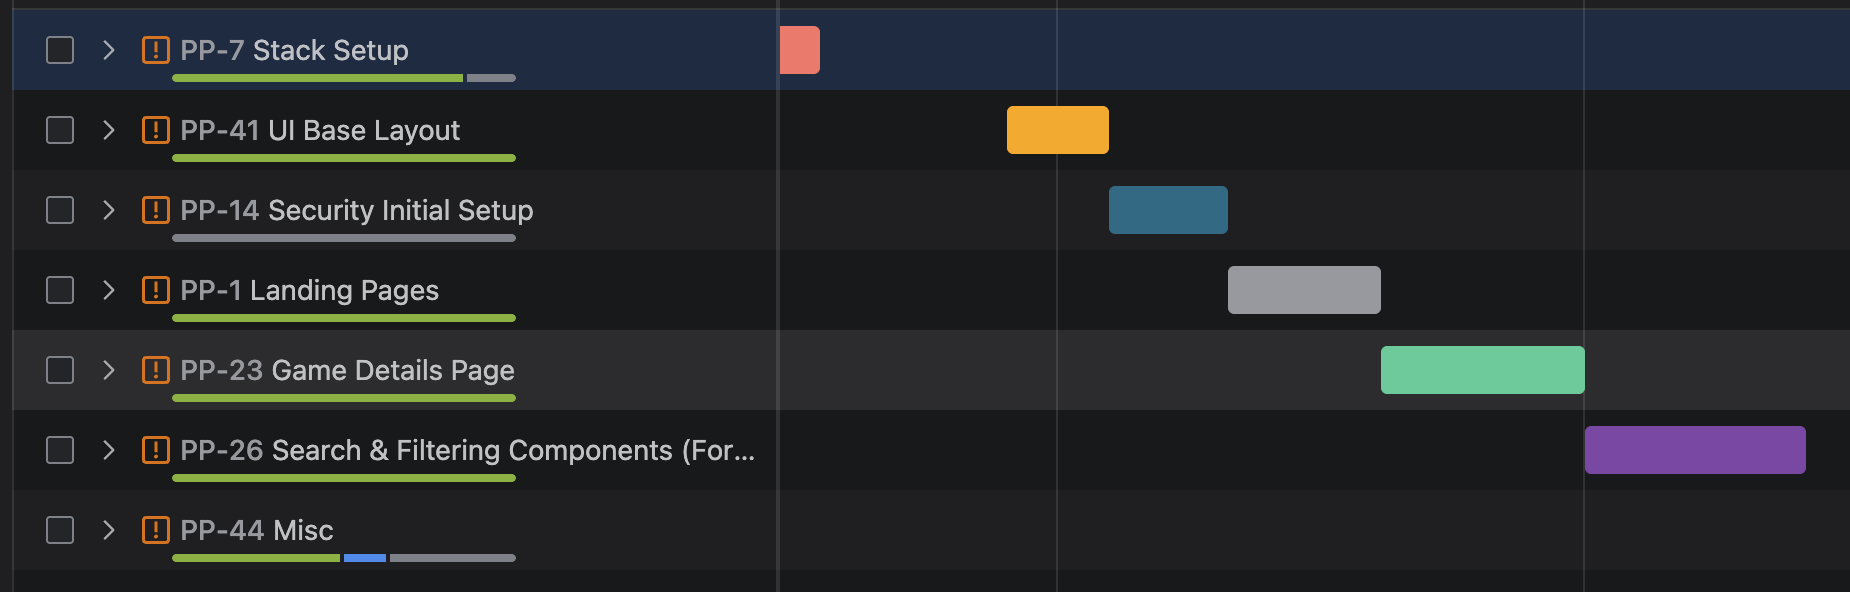 PP-7 Stack Setup
PP-41 UI Base Layout
PP-14 Security Initial Setup
PP-1 Landing Pages
PP-23 Game Details Page
PP-26 Search & Filtering Components (For...
PP-44 Misc